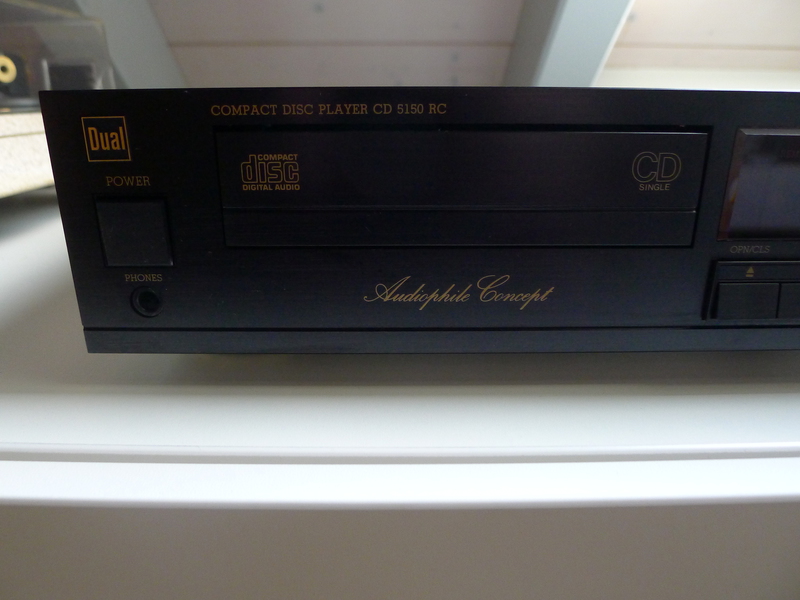 COMPACT DISC PLAYER CD 5150 RC
Dual
POWER
COMPACT
disc
DIGITAL AUDIO
CD
SINGLE
PHONES
Audiophile Concept
OPN/CLS